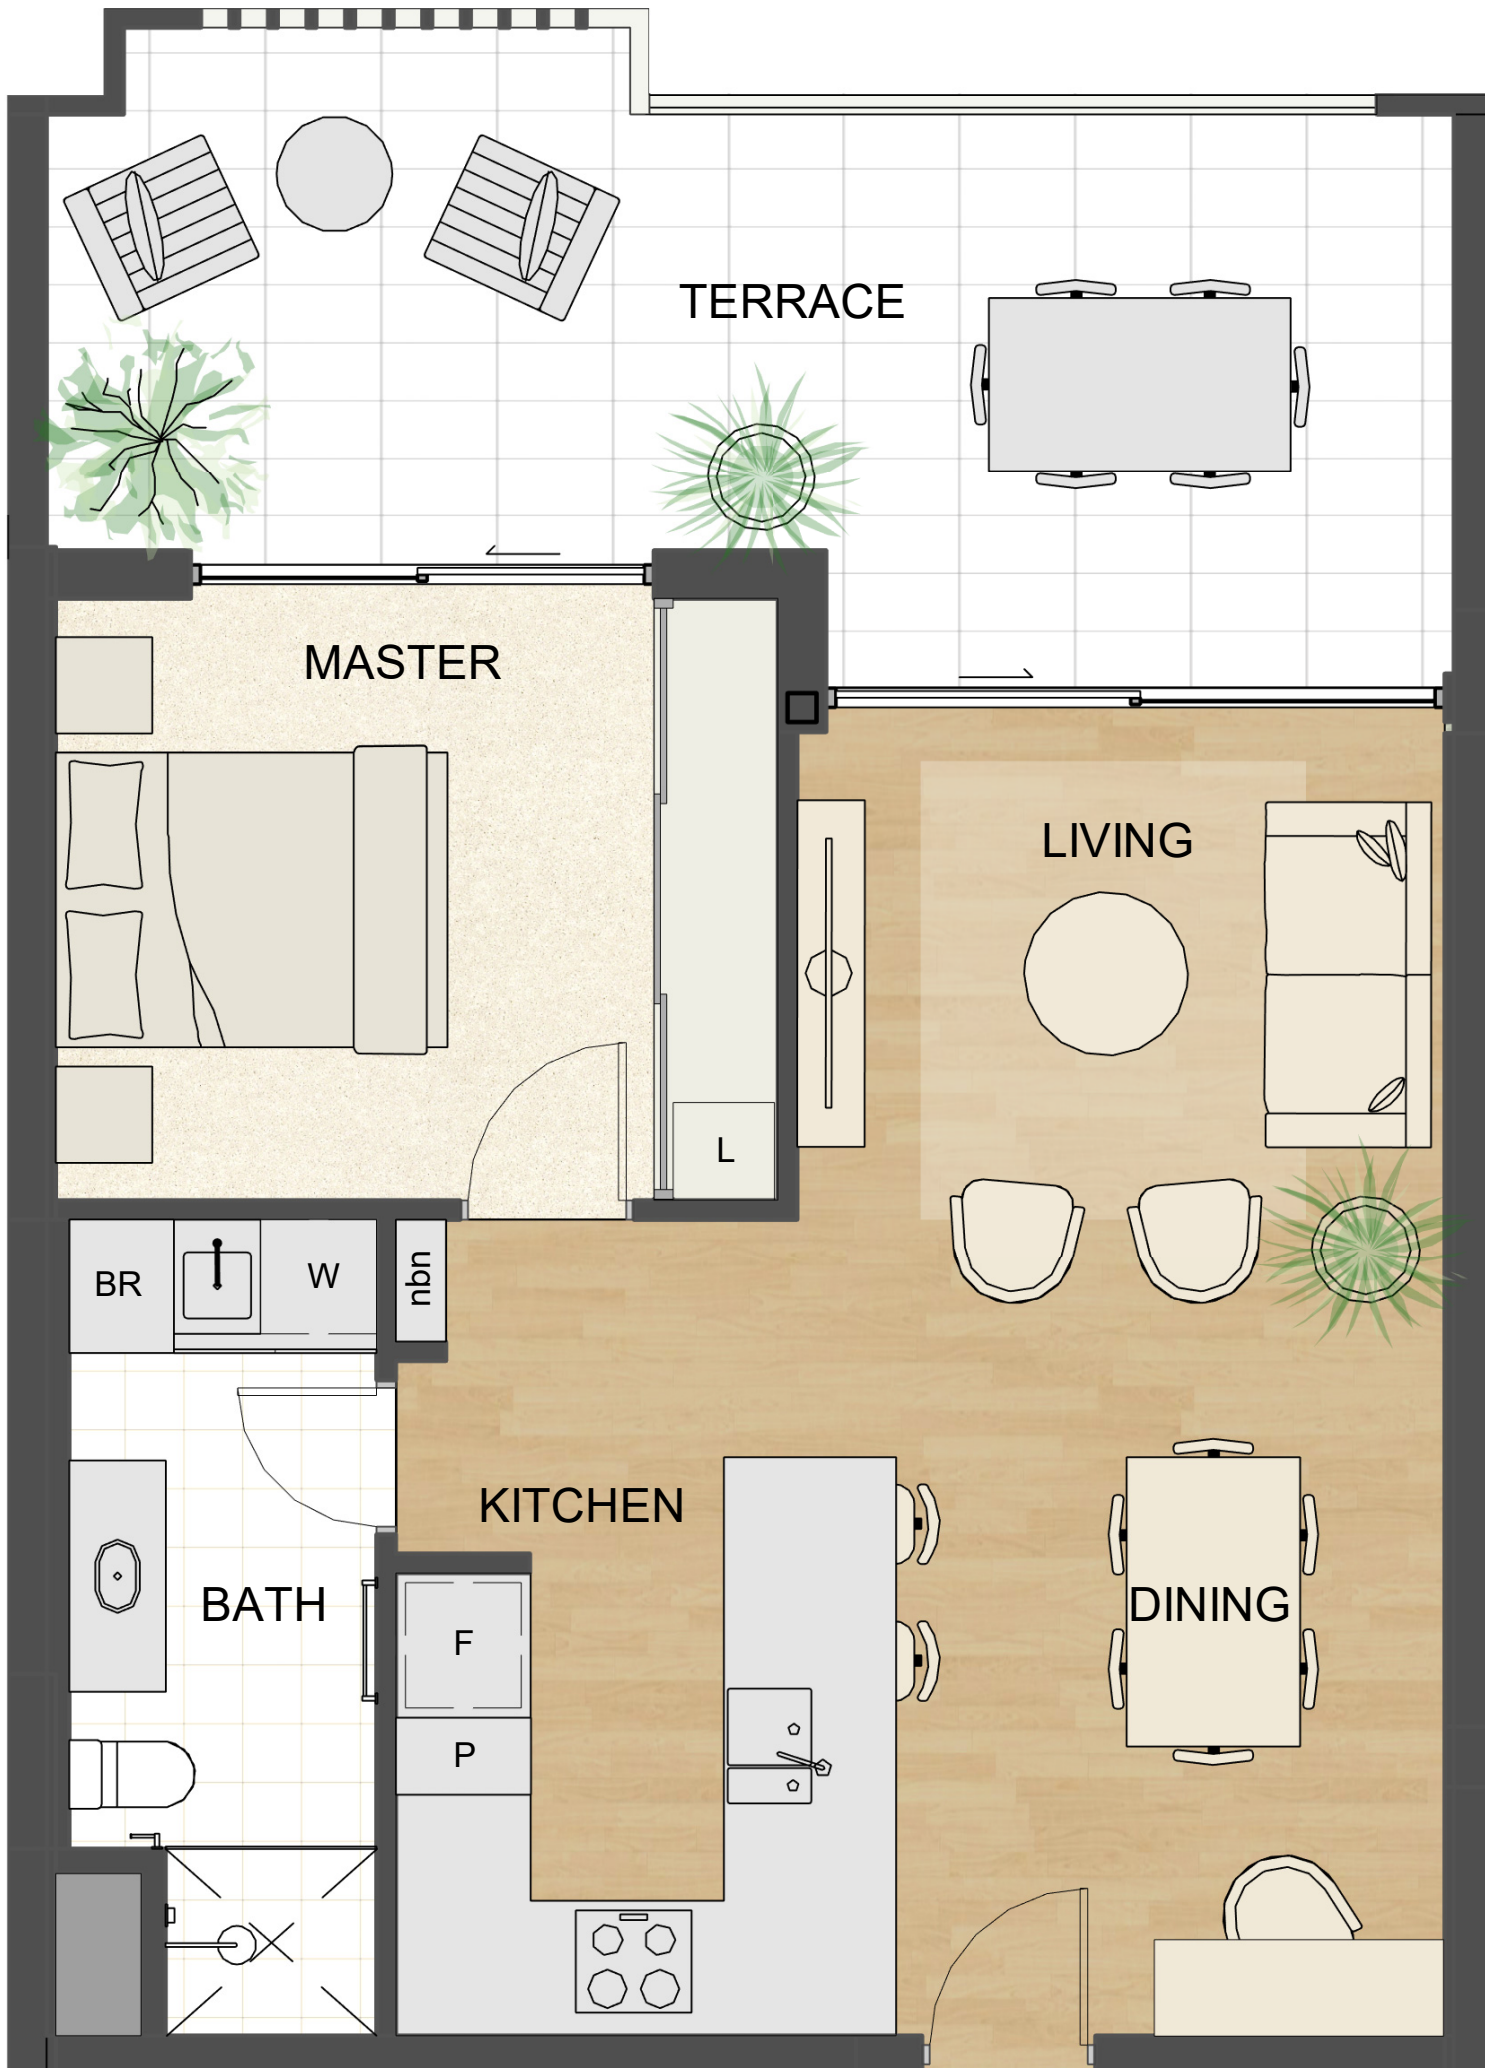 TERRACE
MASTER
LIVING
L
BR
W
nbn
KITCHEN
BATH
DINING
F
P